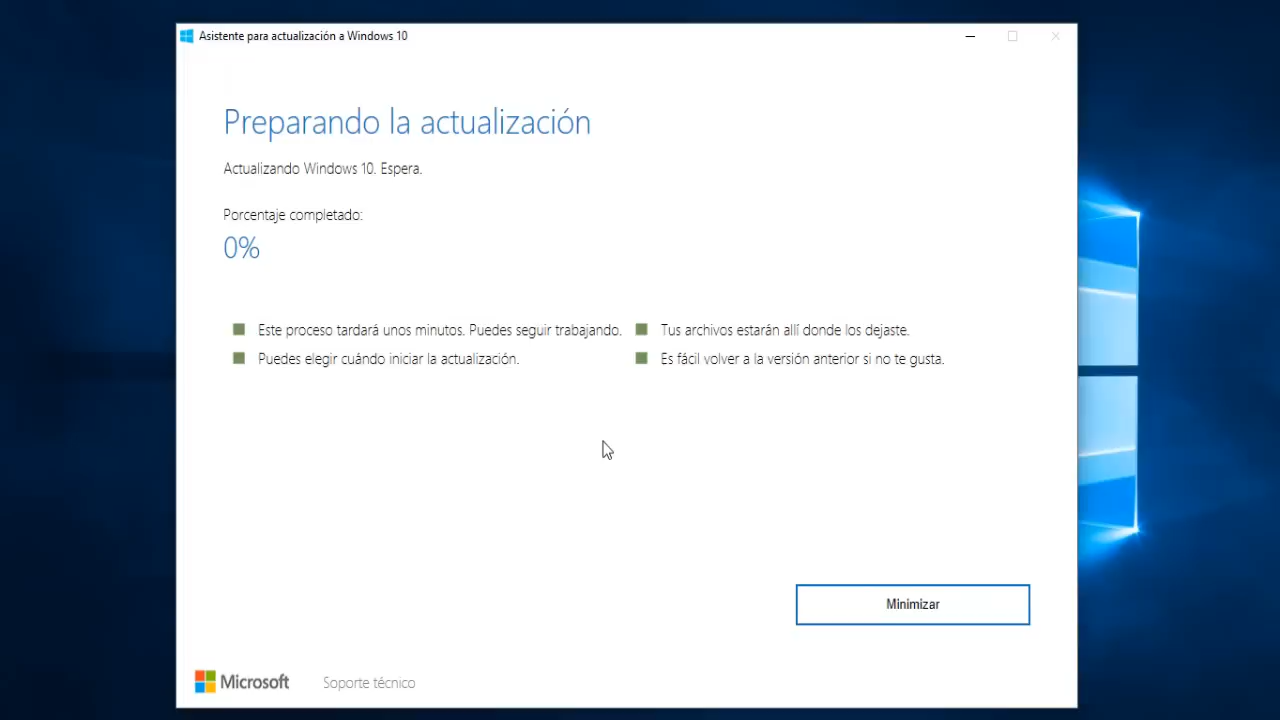 Asistente para actualización a Windows 10
Preparando la actualización
Actualizando Windows 10. Espera.
Porcentaje completado:
0%
Este proceso tardará unos minutos. Puedes seguir trabajando.
Tus archivos estarán allí donde los dejaste.
Puedes elegir cuándo iniciar la actualización.
Es fácil volver a la versión anterior si no te gusta.
Minimizar
Microsoft
Soporte técnico